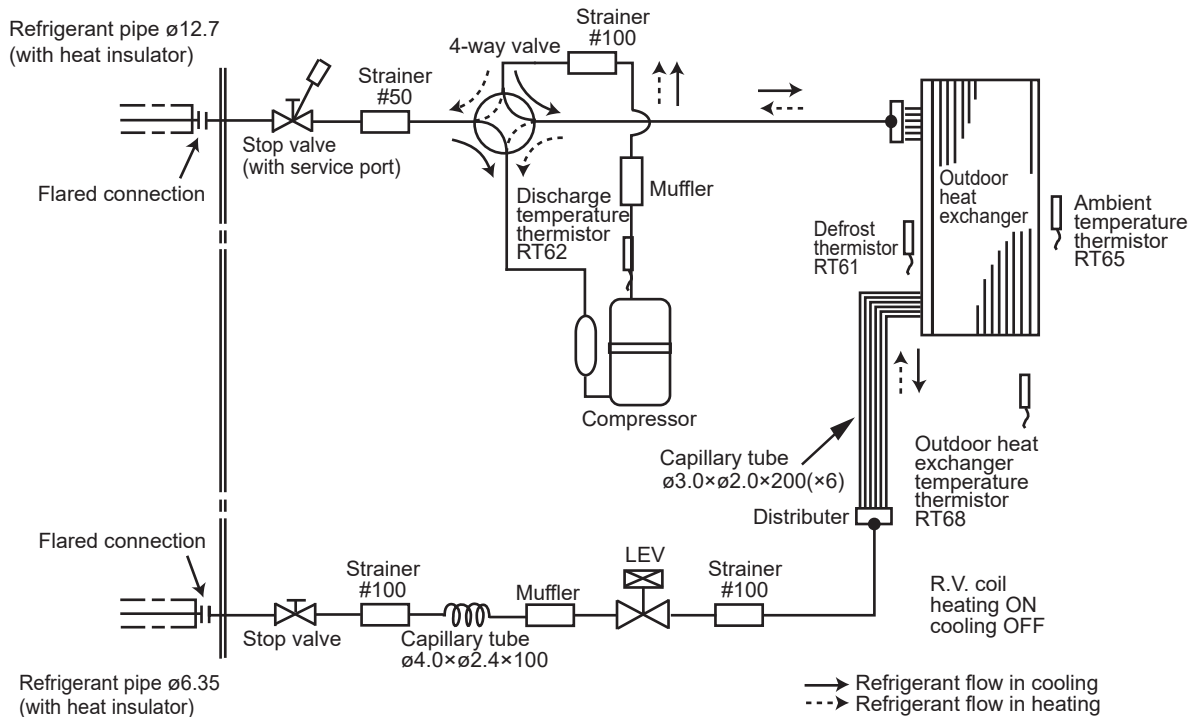 Refrigerant pipe ø12.7
(with heat insulator)
Strainer
#100
4-way valve
Strainer
#50
Stop valve
(with service port)
Flared connection
Muffler
Discharge
temperature
thermistor
RT62
Compressor
Outdoor
heat
exchanger
Defrost
thermistor
RT61
Ambient
temperature
thermistor
RT65
Capillary tube
ø3.0×ø2.0×200(×6)
Outdoor heat
exchanger
temperature
thermistor
RT68
Distributer
Flared connection
Stop valve
Strainer
#100
Capillary tube
ø4.0×ø2.4×100
Muffler
LEV
Strainer
#100
R.V. coil
heating ON
cooling OFF
Refrigerant pipe ø6.35
(with heat insulator)
Refrigerant flow in cooling
Refrigerant flow in heating